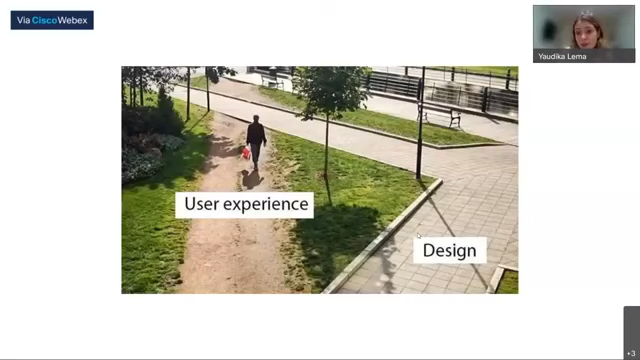 Via CiscoWebex
Yaudika Lema
User experience
Design
+3